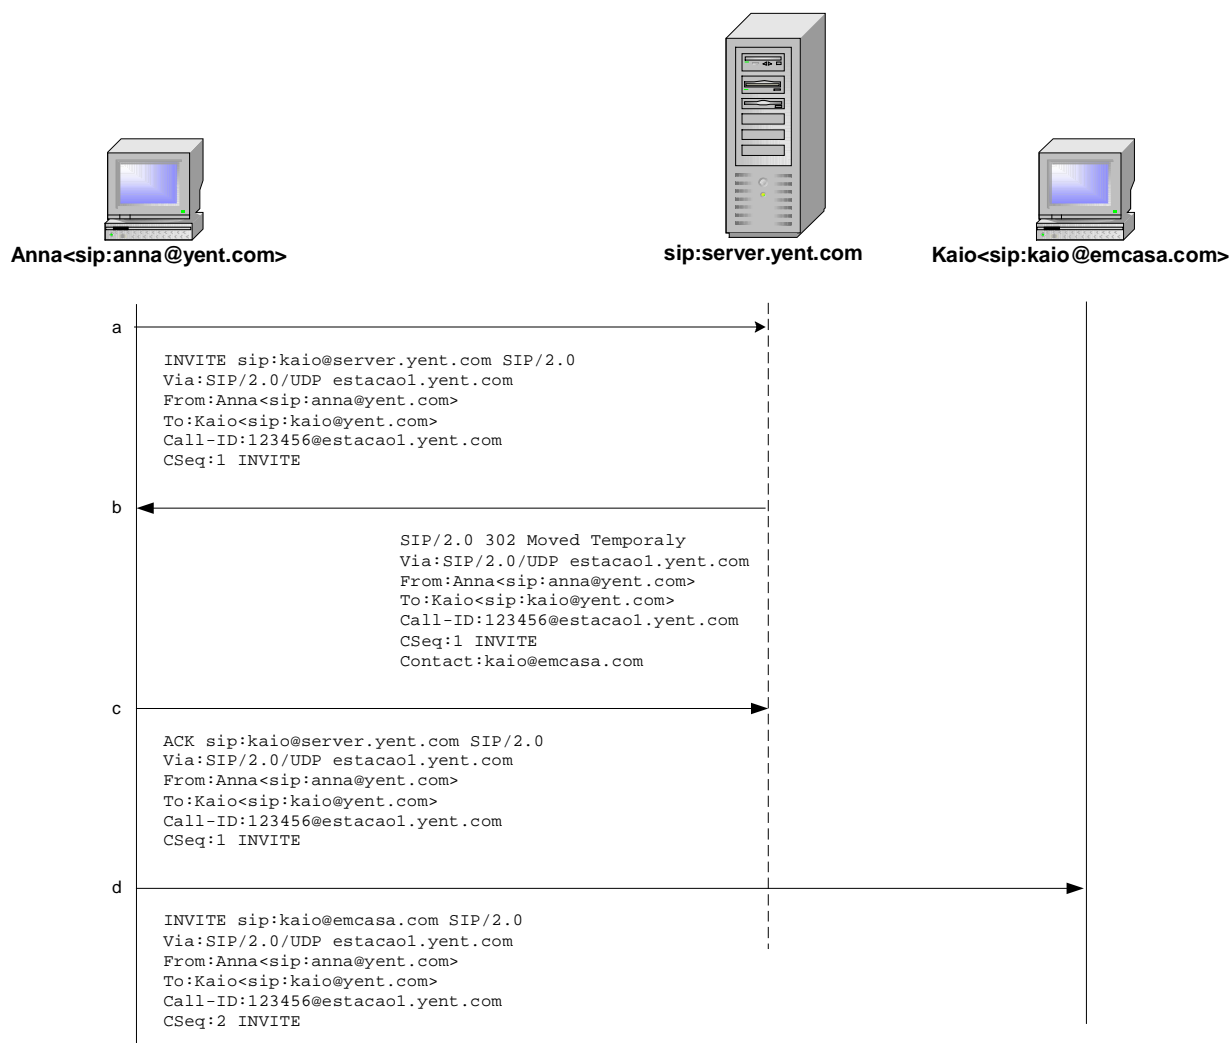 Anna<sip:anna@yent.com>
sip:server.yent.com
Kaio<sip:kaio@emcasa.com>
a
INVITE sip:kaio@server.yent.com SIP/2.0
Via:SIP/2.0/UDP estacao1.yent.com
From:Anna<sip:anna@yent.com>
To:Kaio<sip:kaio@yent.com>
Call-ID:123456@estacao1.yent.com
CSeq:1 INVITE
b
SIP/2.0 302 Moved Temporaly
Via:SIP/2.0/UDP estacao1.yent.com
From:Anna<sip:anna@yent.com>
To:Kaio<sip:kaio@yent.com>
Call-ID:123456@estacao1.yent.com
CSeq:1 INVITE
Contact:kaio@emcasa.com
c
ACK sip:kaio@server.yent.com SIP/2.0
Via:SIP/2.0/UDP estacao1.yent.com
From:Anna<sip:anna@yent.com>
To:Kaio<sip:kaio@yent.com>
Call-ID:123456@estacao1.yent.com
CSeq:1 INVITE
d
INVITE sip:kaio@emcasa.com SIP/2.0
Via:SIP/2.0/UDP estacao1.yent.com
From:Anna<sip:anna@yent.com>
To:Kaio<sip:kaio@yent.com>
Call-ID:123456@estacao1.yent.com
CSeq:2 INVITE